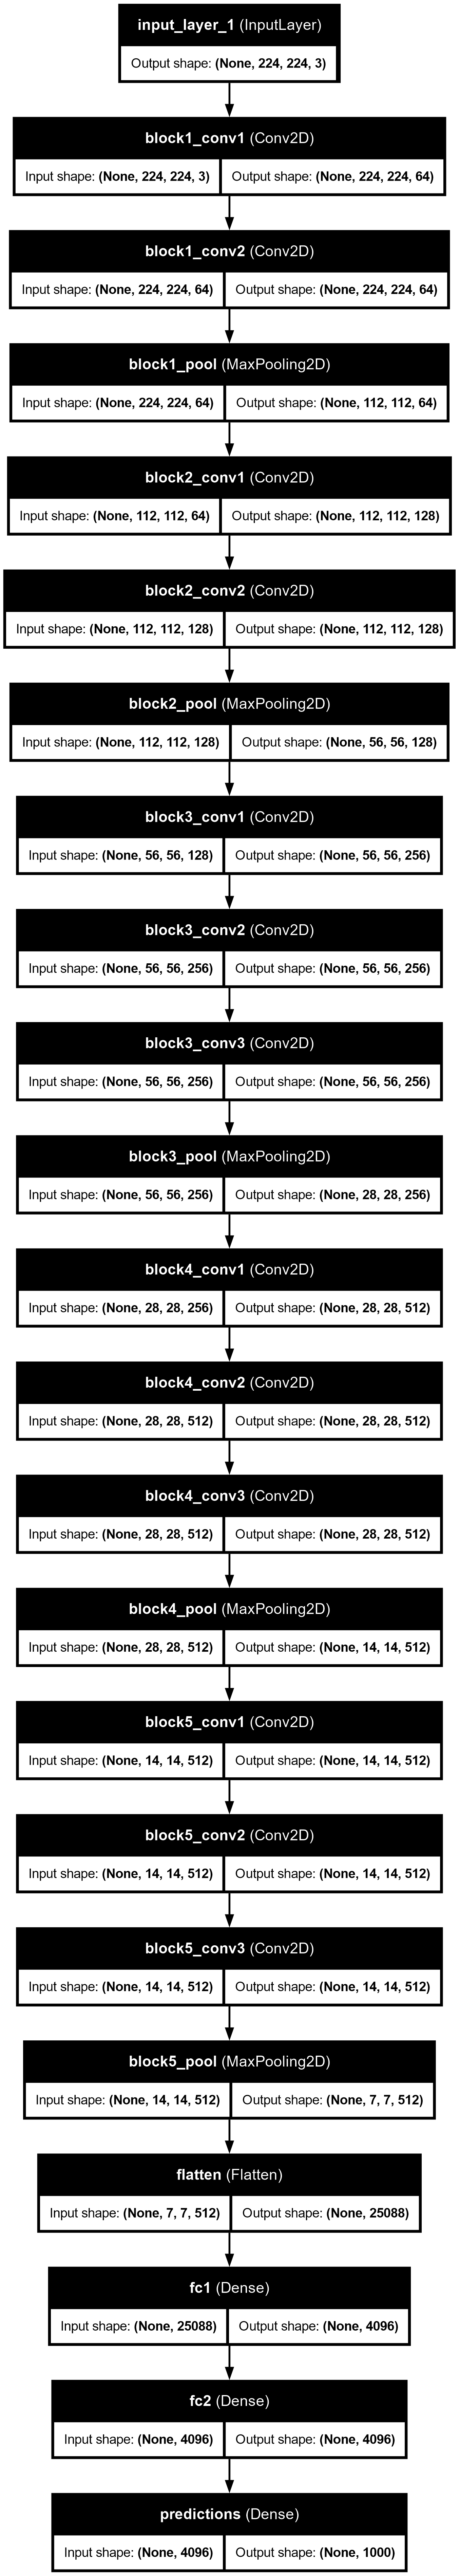 input_layer_1 (InputLayer)
Output shape: (None, 224, 224, 3)
block1_conv1 (Conv2D)
Input shape: (None, 224, 224, 3) Output shape: (None, 224, 224, 64)
block1_conv2 (Conv2D)
Input shape: (None, 224, 224, 64) Output shape: (None, 224, 224, 64)
block1_pool (MaxPooling2D)
Input shape: (None, 224, 224, 64) Output shape: (None, 112, 112, 64)
block2_conv1 (Conv2D)
Input shape: (None, 112, 112, 64) Output shape: (None, 112, 112, 128)
block2_conv2 (Conv2D)
Input shape: (None, 112, 112, 128) Output shape: (None, 112, 112, 128)
block2_pool (MaxPooling2D)
Input shape: (None, 112, 112, 128) Output shape: (None, 56, 56, 128)
block3_conv1 (Conv2D)
Input shape: (None, 56, 56, 128) Output shape: (None, 56, 56, 256)
block3_conv2 (Conv2D)
Input shape: (None, 56, 56, 256) Output shape: (None, 56, 56, 256)
block3_conv3 (Conv2D)
Input shape: (None, 56, 56, 256) Output shape: (None, 56, 56, 256)
block3_pool (MaxPooling2D)
Input shape: (None, 56, 56, 256) Output shape: (None, 28, 28, 256)
block4_conv1 (Conv2D)
Input shape: (None, 28, 28, 256) Output shape: (None, 28, 28, 512)
block4_conv2 (Conv2D)
Input shape: (None, 28, 28, 512) Output shape: (None, 28, 28, 512)
block4_conv3 (Conv2D)
Input shape: (None, 28, 28, 512) Output shape: (None, 28, 28, 512)
block4_pool (MaxPooling2D)
Input shape: (None, 28, 28, 512) Output shape: (None, 14, 14, 512)
block5_conv1 (Conv2D)
Input shape: (None, 14, 14, 512) Output shape: (None, 14, 14, 512)
block5_conv2 (Conv2D)
Input shape: (None, 14, 14, 512) Output shape: (None, 14, 14, 512)
block5_conv3 (Conv2D)
Input shape: (None, 14, 14, 512) Output shape: (None, 14, 14, 512)
block5_pool (MaxPooling2D)
Input shape: (None, 14, 14, 512) Output shape: (None, 7, 7, 512)
flatten (Flatten)
Input shape: (None, 7, 7, 512) Output shape: (None, 25088)
fc1 (Dense)
Input shape: (None, 25088) Output shape: (None, 4096)
fc2 (Dense)
Input shape: (None, 4096) Output shape: (None, 4096)
predictions (Dense)
Input shape: (None, 4096) Output shape: (None, 1000)